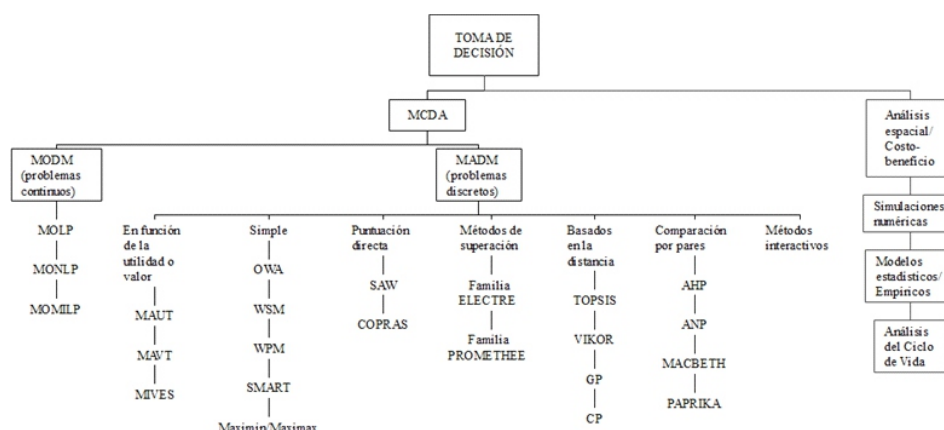 TOMA DE
DECISIÓN
MCDA
Análisis
espacial/
Costo-
beneficio
MODM
(problemas
continuos)
MADM
(problemas
discretos)
Simulaciones
numéricas
Modelos
estadísticos/
Empíricos
Análisis
del Ciclo
de Vida
MOLP
MONLP
MOMILP
En función
de la
utilidad o
valor
MAUT
MAVT
MIVES
Simple
OWA
WSM
WPM
SMART
Maximin/Maximax
Puntuación
directa
SAW
COPRAS
Métodos de
superación
Familia
ELECTRE
Familia
PROMETHEE
Basados
en la
distancia
TOPSIS
VIKOR
GP
CP
Comparación
por pares
AHP
ANP
MACBETH
PAPRIKA
Métodos
interactivos